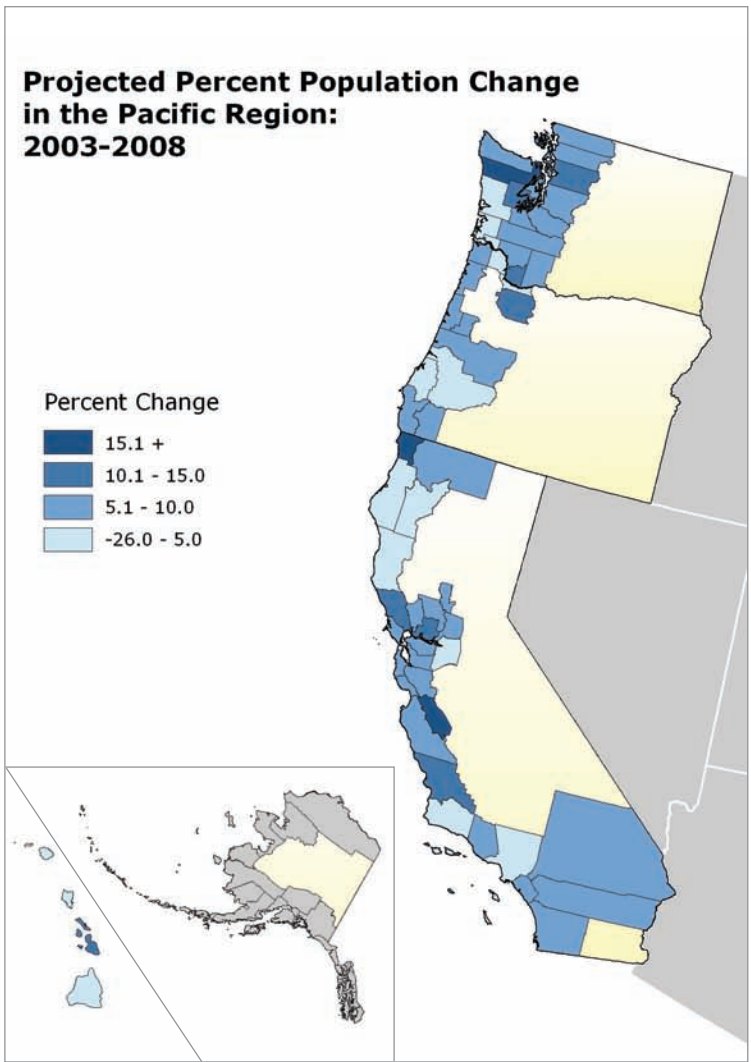 Projected Percent Population Change
in the Pacific Region:
2003-2008
Percent Change
15.1 +
10.1 - 15.0
5.1 - 10.0
-26.0 - 5.0